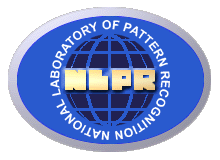 NATIONAL LABORATORY OF PATTERN RECOGNITION
NLPR